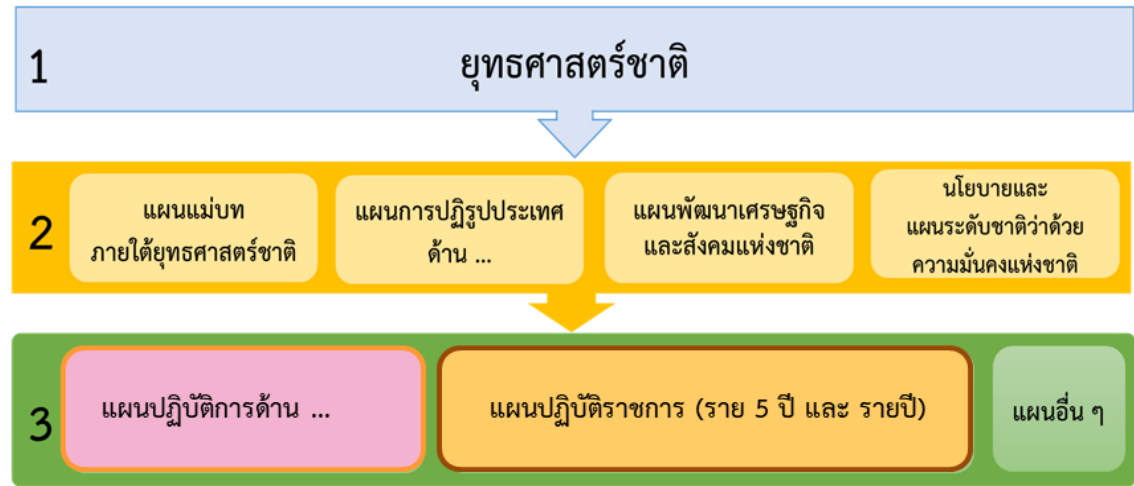 1
ยุทธศาสตร์ชาติ
2
แผนแม่บท
ภายใต้ยุทธศาสตร์ชาติ
แผนการปฏิรูปประเทศ
ด้าน ...
แผนพัฒนาเศรษฐกิจ
และสังคมแห่งชาติ
นโยบายและ
แผนระดับชาติว่าด้วย
ความมั่นคงแห่งชาติ
3
แผนปฏิบัติการด้าน ...
แผนปฏิบัติราชการ (ราย 5 ปี และ รายปี)
แผนอื่น ๆ